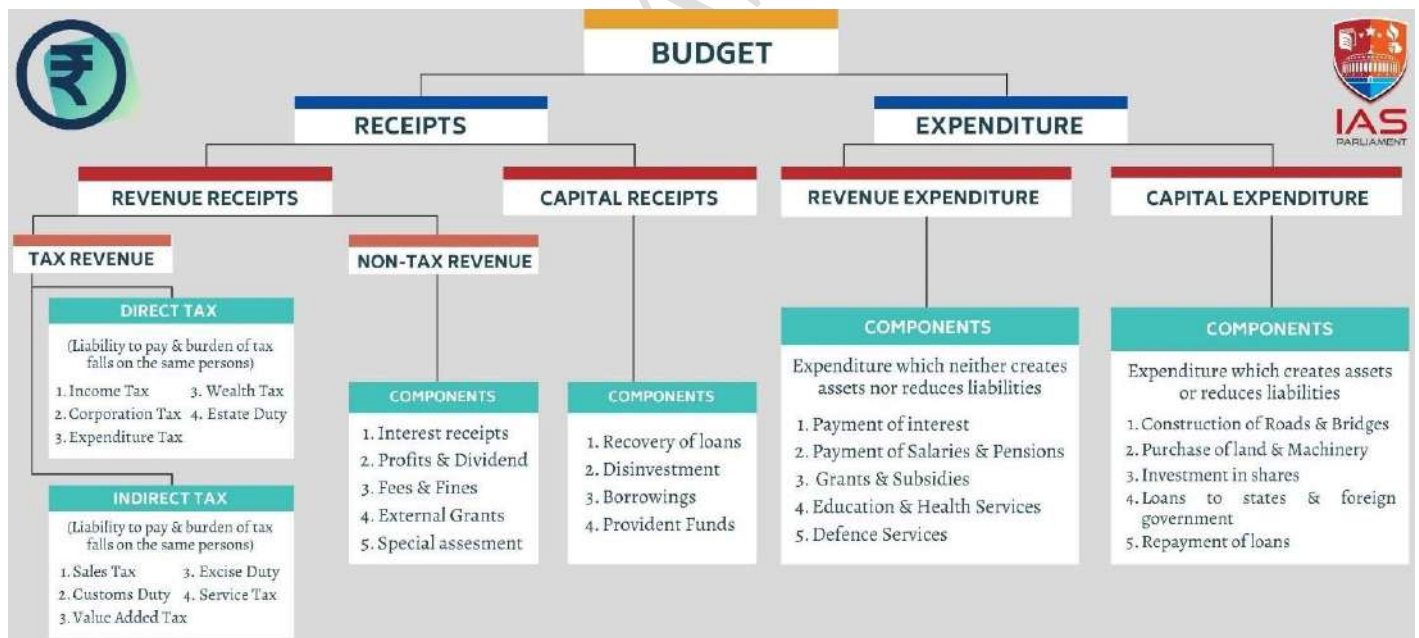 BUDGET
IAS
PARLIAMENT
RECEIPTS
EXPENDITURE
REVENUE RECEIPTS
CAPITAL RECEIPTS
REVENUE EXPENDITURE
CAPITAL EXPENDITURE
TAX REVENUE
NON-TAX REVENUE
DIRECT TAX
(Liability to pay & burden of tax
falls on the same persons)
1. Income Tax 3. Wealth Tax
2. Corporation Tax 4. Estate Duty
3. Expenditure Tax
INDIRECT TAX
(Liability to pay & burden of tax
falls on the same persons)
1. Sales Tax 3. Excise Duty
2. Customs Duty 4. Service Tax
3. Value Added Tax
COMPONENTS
1. Interest receipts
2. Profits & Dividend
3. Fees & Fines
4. External Grants
5. Special assesment
COMPONENTS
1. Recovery of loans
2. Disinvestment
3. Borrowings
4. Provident Funds
COMPONENTS
Expenditure which neither creates
assets nor reduces liabilities
1. Payment of interest
2. Payment of Salaries & Pensions
3. Grants & Subsidies
4. Education & Health Services
5. Defence Services
COMPONENTS
Expenditure which creates assets
or reduces liabilities
1. Construction of Roads & Bridges
2. Purchase of land & Machinery
3. Investment in shares
4. Loans to states & foreign
government
5. Repayment of loans